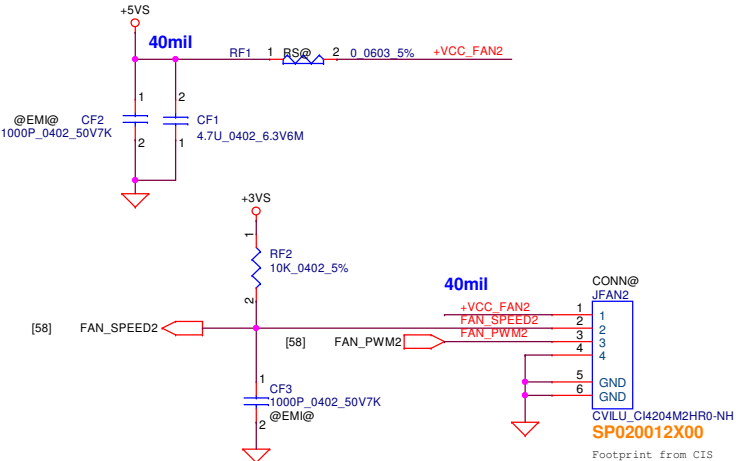 +5VS
40mil
RF1 1 RS@ 2 0_0603_5% +VCC_FAN2
1 2
@EMI@ CF2 CF1
1000P_0402_50V7K
4.7U_0402_6.3V6M
2 1
+3VS
1
RF2
10K_0402_5%
2
40mil
CONN@
JFAN2
+VCC_FAN2 1 1
[58] FAN_SPEED2 FAN_SPEED2 2 2
[58] FAN_PWM2 FAN_PWM2 3 3
4 4
5 GND
6 GND
1
CF3
1000P_0402_50V7K
@EMI@
2
CVILU_CI4204M2HR0-NH
SP020012X00
Footprint from CIS